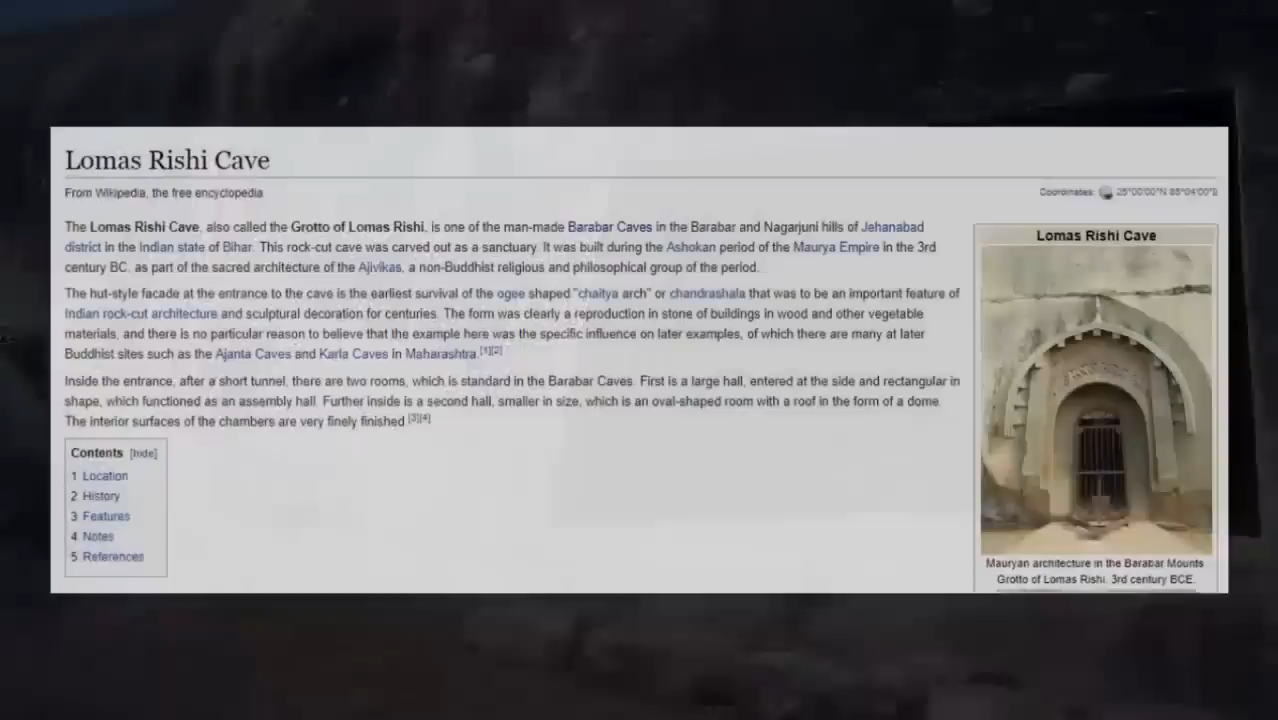 Lomas Rishi Cave
From Wikipedia, the free encyclopedia
Coordinates: 25°00′00″N 85°04′00″E
The Lomas Rishi Cave, also called the Grotto of Lomas Rishi, is one of the man-made Barabar Caves in the Barabar and Nagarjuni hills of Jehanabad
district in the Indian state of Bihar. This rock-cut cave was carved out as a sanctuary. It was built during the Ashokan period of the Maurya Empire in the 3rd
century BC, as part of the sacred architecture of the Ajivikas, a non-Buddhist religious and philosophical group of the period.
The hut-style facade at the entrance to the cave is the earliest survival of the ogee shaped "chaitya arch" or chandrashala that was to be an important feature of
Indian rock-cut architecture and sculptural decoration for centuries. The form was clearly a reproduction in stone of buildings in wood and other vegetable
materials, and there is no particular reason to believe that the example here was the specific influence on later examples, of which there are many at later
Buddhist sites such as the Ajanta Caves and Karla Caves in Maharashtra.[1][2]
Inside the entrance, after a short tunnel, there are two rooms, which is standard in the Barabar Caves. First is a large hall, entered at the side and rectangular in
shape, which functioned as an assembly hall. Further inside is a second hall, smaller in size, which is an oval-shaped room with a roof in the form of a dome.
The interior surfaces of the chambers are very finely finished.[3][4]
Contents [hide]
1 Location
2 History
3 Features
4 Notes
5 References
Lomas Rishi Cave
Mauryan architecture in the Barabar Mounts
Grotto of Lomas Rishi. 3rd century BCE.